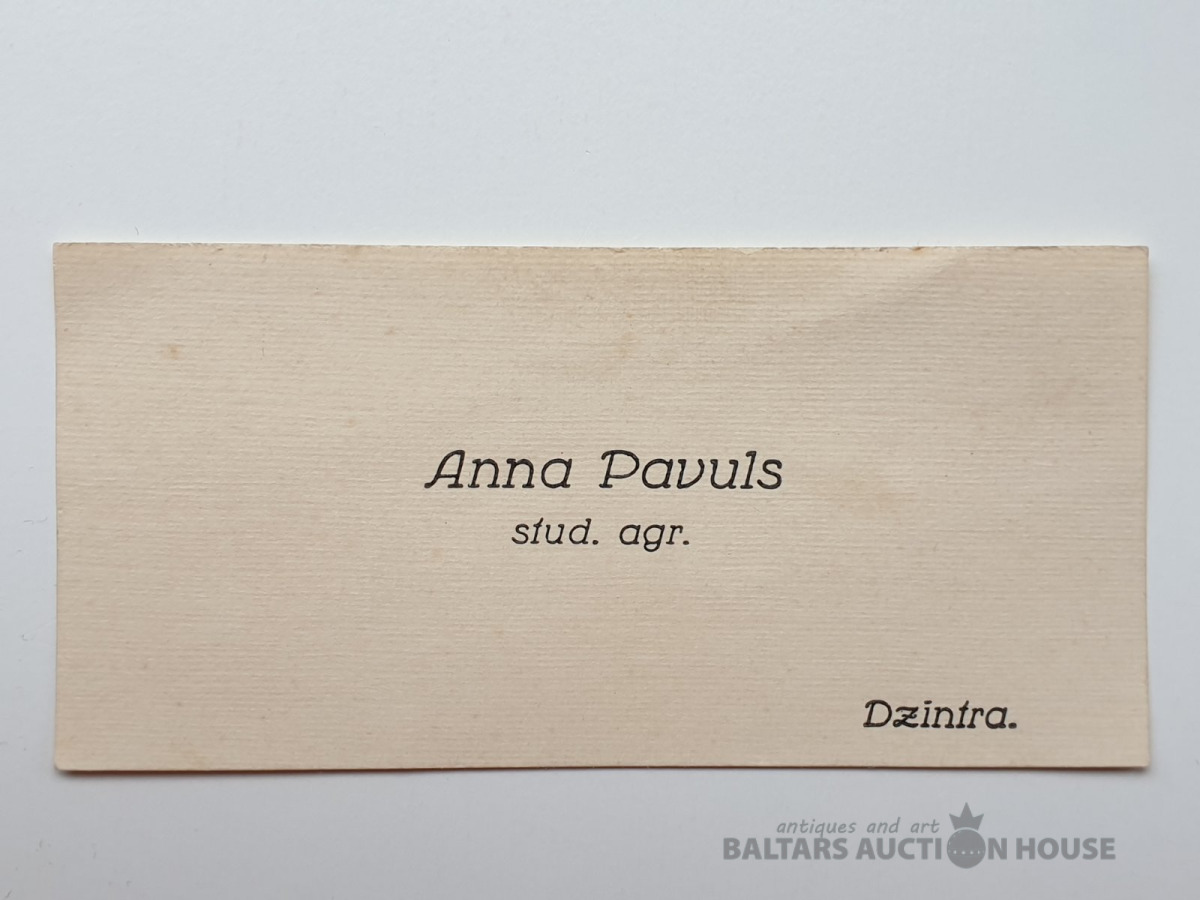 Anna Pavuls
stud. agr.
Dzintra.
antiques and art
BALTARS AUCTION HOUSE